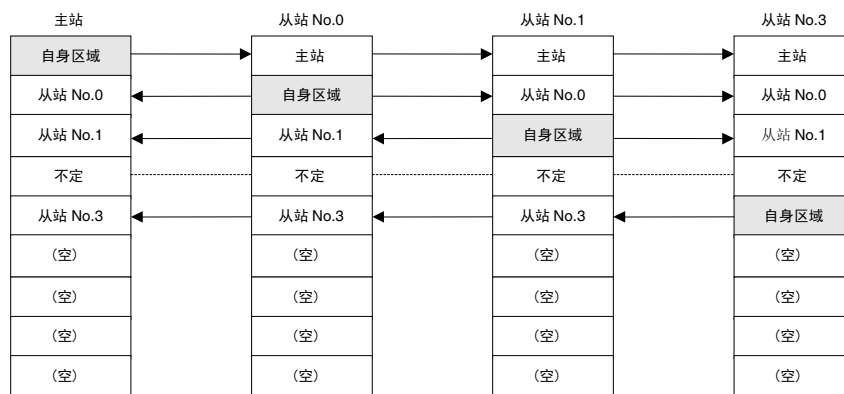 主站 从站 No.0 从站 No.1 从站 No.3
自身区域 主站 主站 主站
从站 No.0 自身区域 从站 No.0 从站 No.0
从站 No.1 从站 No.1 自身区域 从站 No.1
不定 不定 不定 不定
从站 No.3 从站 No.3 从站 No.3 自身区域
（空） （空） （空） （空）
（空） （空） （空） （空）
（空） （空） （空） （空）
（空） （空） （空） （空）